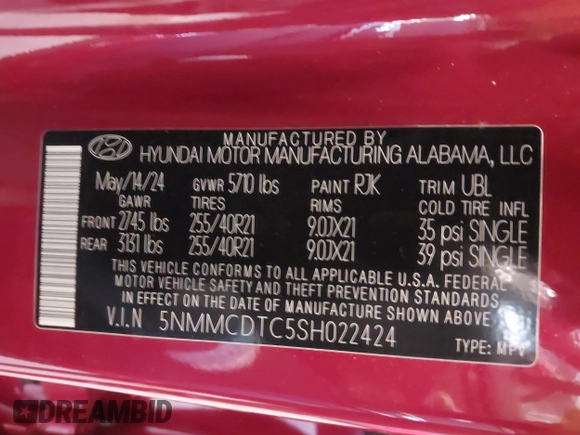 MANUFACTURED BY
HYUNDAI MOTOR MANUFACTURING ALABAMA, LLC
May/14/24 GVWR 5710 lbs PAINT RJK TRIM UBL
GAWR TIRES RIMS COLD TIRE INFL
FRONT 2745 lbs 255/40R21 9.0JX21 35 psi SINGLE
REAR 3131 lbs 255/40R21 9.0JX21 39 psi SINGLE
THIS VEHICLE CONFORMS TO ALL APPLICABLE U.S.A. FEDERAL
MOTOR VEHICLE SAFETY AND THEFT PREVENTION STANDARDS
IN EFFECT ON THE DATE OF MANUFACTURE SHOWN ABOVE.
V.I.N 5NMMCDTC5SH022424
TYPE: MPV
DREAMBID